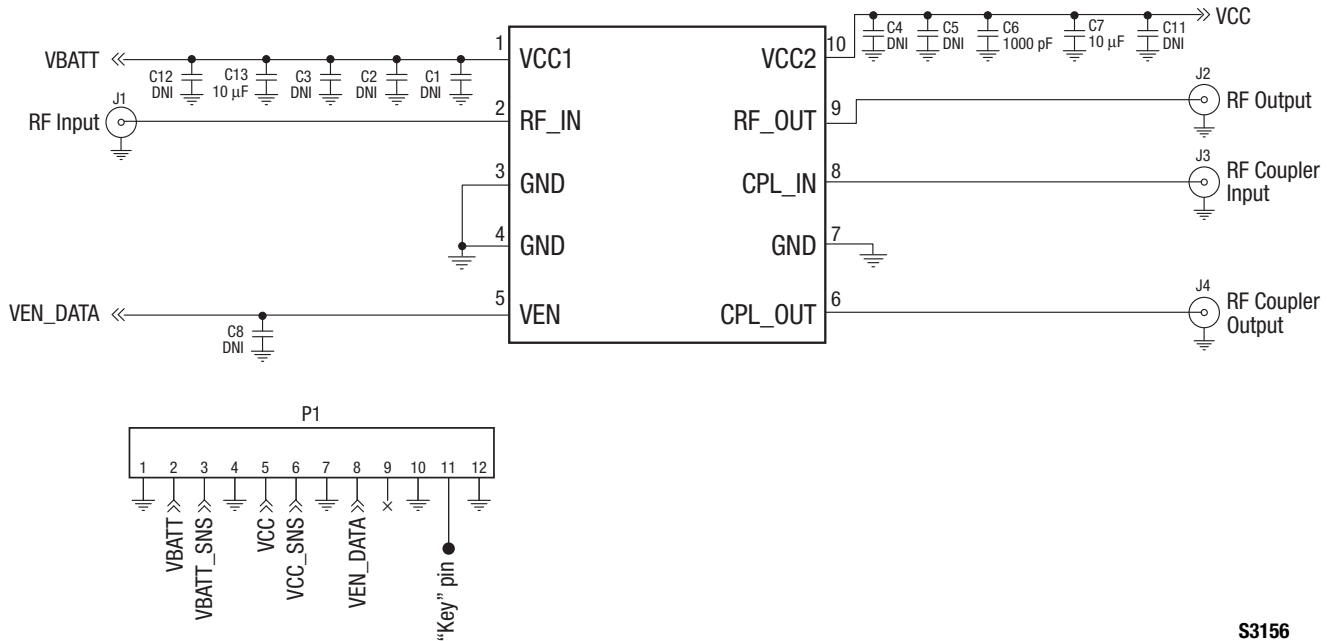 VCC
C4
DNI
C5
DNI
C6
1000 pF
C7
10 µF
C11
DNI
VBATT
C12
DNI
C13
10 µF
C3
DNI
C2
DNI
C1
DNI
1
VCC1
VCC2
10
J1
RF Input
2
RF_IN
RF_OUT
9
J2
RF Output
3
GND
CPL_IN
8
J3
RF Coupler
Input
4
GND
GND
7
VEN_DATA
C8
DNI
5
VEN
CPL_OUT
6
J4
RF Coupler
Output
P1
1 2 3 4 5 6 7 8 9 10 11 12
VBATT
VBATT_SNS
VCC
VCC_SNS
VEN_DATA
"Key" pin
S3156